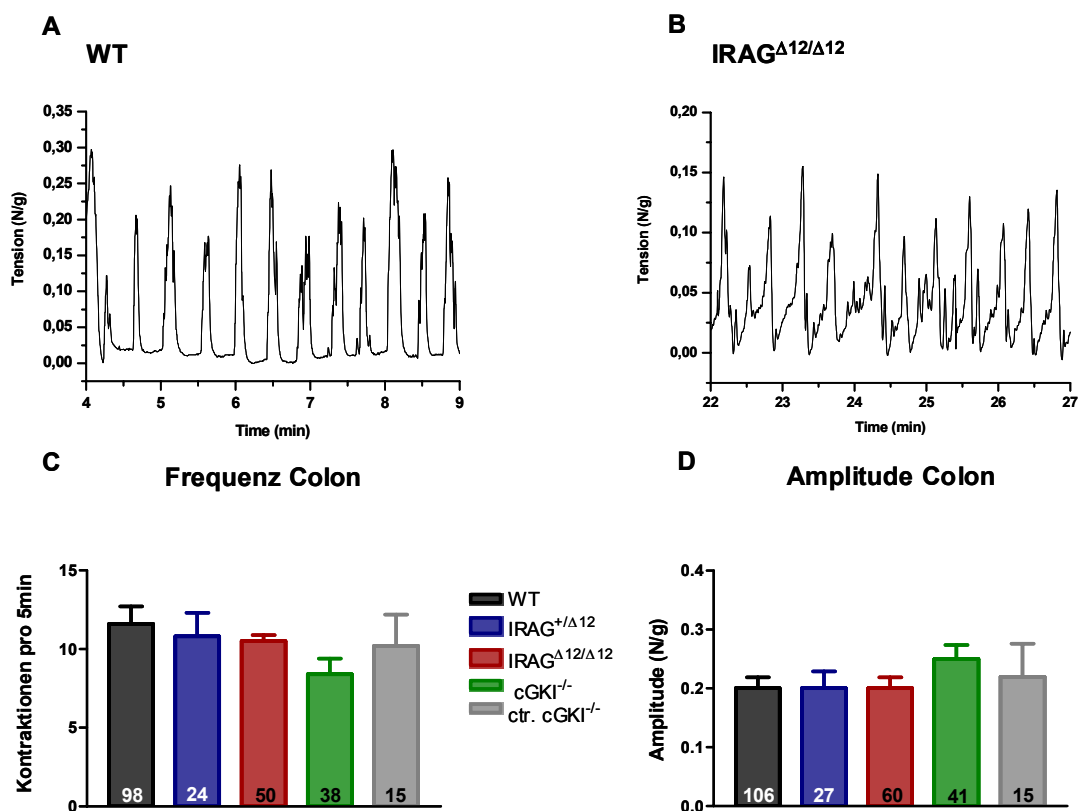 A
WT
Tension (N/g)
0,35
0,30
0,25
0,20
0,15
0,10
0,05
0,00
4 5 6 7 8 9
Time (min)
B
IRAG^Δ12/Δ12
Tension (N/g)
0,20
0,15
0,10
0,05
0,00
22 23 24 25 26 27
Time (min)
C
Frequenz Colon
Kontraktionen pro 5min
15
10
5
0
98 24 50 38 15
WT
IRAG^+/Δ12
IRAG^Δ12/Δ12
cGKI^-/-
ctr. cGKI^-/-
D
Amplitude Colon
Amplitude (N/g)
0.4
0.3
0.2
0.1
0.0
106 27 60 41 15